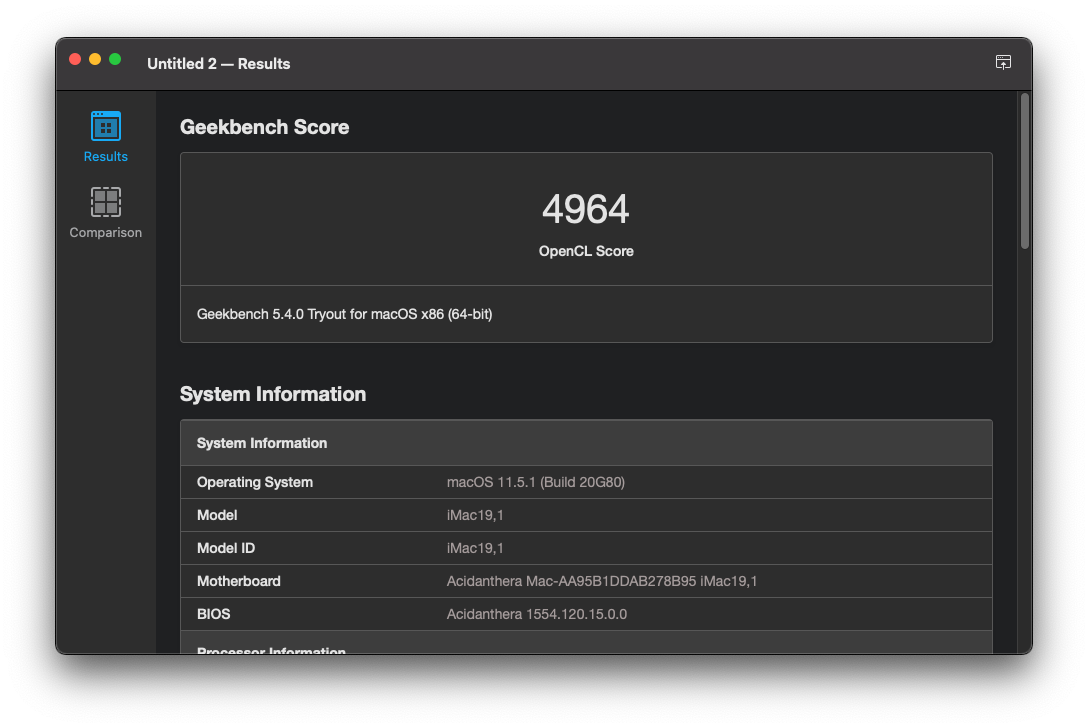 Untitled 2 — Results
Results
Comparison
Geekbench Score
4964
OpenCL Score
Geekbench 5.4.0 Tryout for macOS x86 (64-bit)
System Information
System Information
Operating System macOS 11.5.1 (Build 20G80)
Model iMac19,1
Model ID iMac19,1
Motherboard Acidanthera Mac-AA95B1DDAB278B95 iMac19,1
BIOS Acidanthera 1554.120.15.0.0
Processor Information